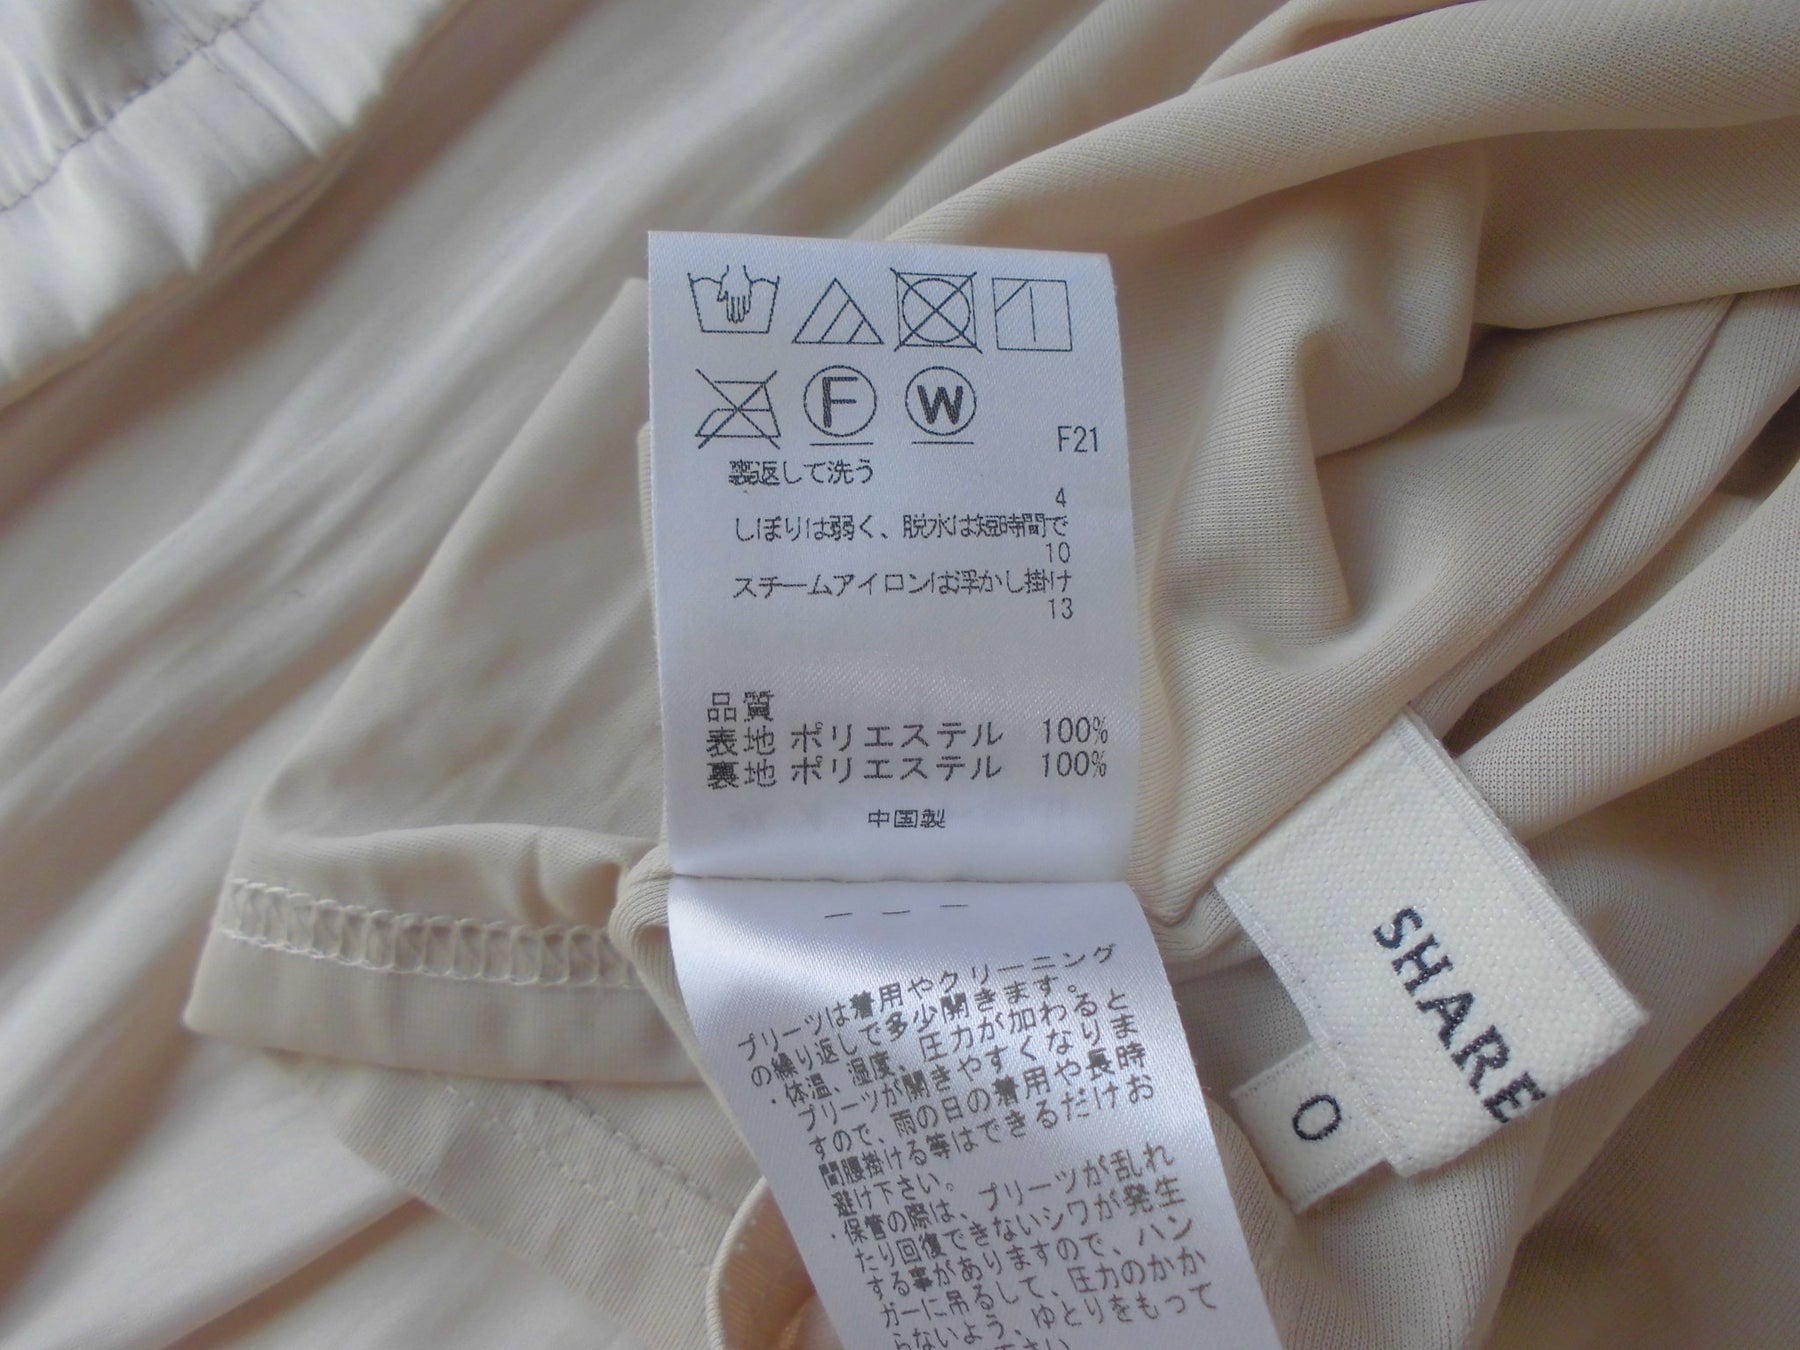 F
W
F21
裏返して洗う
4
しぼりは弱く、脱水は短時間で
10
スチームアイロンは浮かし掛け
13
品質
表地 ポリエステル 100%
裏地 ポリエステル 100%
中国製
プリーツは着用やクリーニング
の繰り返しで多少開きます。
・体温、湿度、圧力が加わると
プリーツが開きやすくなりま
すので、雨の日の着用や長時
間腰掛ける等はできるだけお
避け下さい。
・保管の際は、プリーツが乱れ
たり回復できないシワが発生
する事がありますので、ハン
ガーに吊るして、圧力のかか
らないよう、ゆとりをもって
SHARE
0